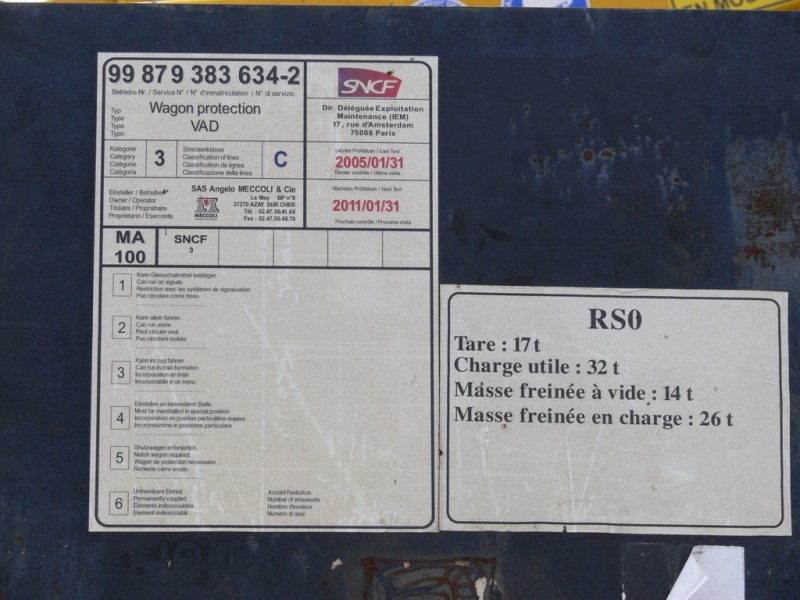 EN MOU
99 87 9 383 634-2
Betriebs-Nr. / Service N° / N° d'immatriculation / N° di servizio
Typ
Type
Type
Tipo
Wagon protection
VAD
SNCF
Dir. Déléguée Exploitation
Maintenance (IEM)
17, rue d'Amsterdam
75008 Paris
Kategorie
Category
Catégorie
Catégoria
3
Streckenklasse
Classification of lines
Classification de lignes
Classificazione della linea
C
Letztes Prüfdatum / Last Test
2005/01/31
Dernier contrôle / Ultima visita
Einsteller / Betreiber
Owner / Operator
Titulaire / Propriétaire
Proprietario / Esercente
MECCOLI
SAS Angelo MECCOLI & Cie
Le May BP n°8
37270 AZAY SUR CHER
Tél. : 02.47.50.41.69
Fax : 02.47.50.48.78
Nächstes Prüfdatum / Next Test
2011/01/31
Prochain contrôle / Prossima visita
MA
100
SNCF
3
1
Kann Gleisschaltmittel betätigen
Can run on signals
Restriction avec les systèmes de signalisation
Puo circolare come treno
2
Kann allein fahren
Can run alone
Peut circuler seul
Puo circolare isolata
3
Kann im zug fahren
Can run in train formation
Incorporation en train
Incorporabile in un treno
4
Einstellen an besonderer Stelle
Must be marshalled in special position
Incorporation en position particulière requise
Incorporazione in posizione particolare
5
Shutzwagen erforderlich
Match wagon required
Wagon de protection nécessaire
Richiede carro scudo
6
Untrennbare Einheit
Permanently coupled
Eléments indissociables
Elementi indissociabili
Anzahl Radsätze
Number of wheelsets
Nombre d'essieux
Numero di assi
RS0
Tare : 17 t
Charge utile : 32 t
Masse freinée à vide : 14 t
Masse freinée en charge : 26 t